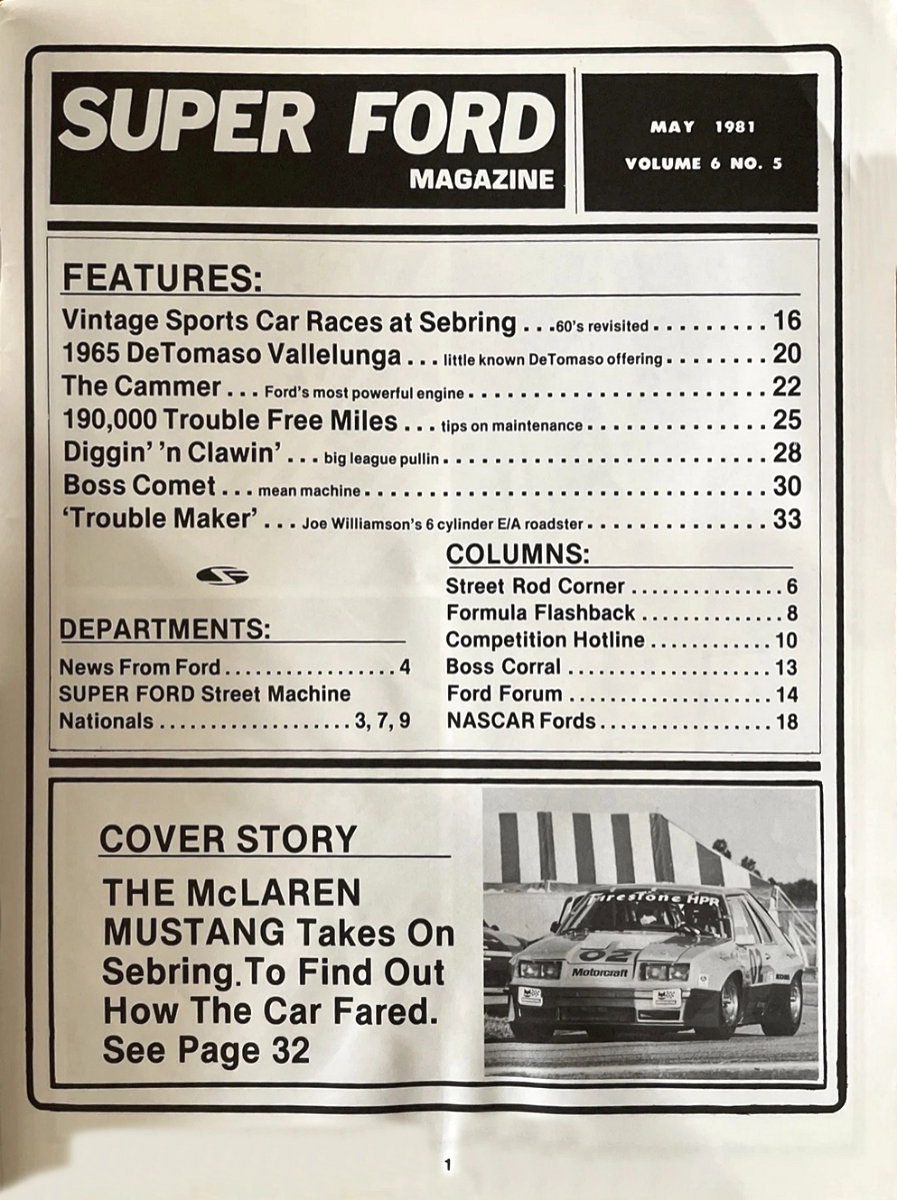 SUPER FORD
MAGAZINE
MAY 1981
VOLUME 6 NO. 5
FEATURES:
Vintage Sports Car Races at Sebring . . .60's revisited . . . . . . . . . 16
1965 DeTomaso Vallelunga . . . little known DeTomaso offering . . . . . . . . 20
The Cammer . . . Ford's most powerful engine . . . . . . . . . . . . . . . . . . . . . . . . 22
190,000 Trouble Free Miles . . . tips on maintenance . . . . . . . . . . . . . . 25
Diggin' 'n Clawin' . . . big league pullin . . . . . . . . . . . . . . . . . . . . . . . . . . 28
Boss Comet . . . mean machine . . . . . . . . . . . . . . . . . . . . . . . . . . . . . . . . 30
'Trouble Maker' . . . Joe Williamson's 6 cylinder E/A roadster . . . . . . . . . . . . . . 33
DEPARTMENTS:
News From Ford . . . . . . . . . . . . . . . . . 4
SUPER FORD Street Machine
Nationals . . . . . . . . . . . . . . . . . . . 3, 7, 9
COLUMNS:
Street Rod Corner . . . . . . . . . . . . . . . 6
Formula Flashback . . . . . . . . . . . . . . 8
Competition Hotline . . . . . . . . . . . . 10
Boss Corral . . . . . . . . . . . . . . . . . . . . 13
Ford Forum . . . . . . . . . . . . . . . . . . . . 14
NASCAR Fords . . . . . . . . . . . . . . . . . 18
COVER STORY
THE McLAREN
MUSTANG Takes On
Sebring. To Find Out
How The Car Fared.
See Page 32
Firestone HPR
02
Motorcraft
02
1